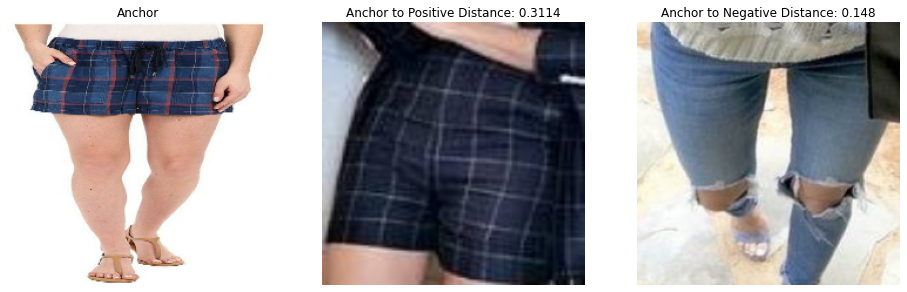 Anchor
Anchor to Positive Distance: 0.3114
Anchor to Negative Distance: 0.148